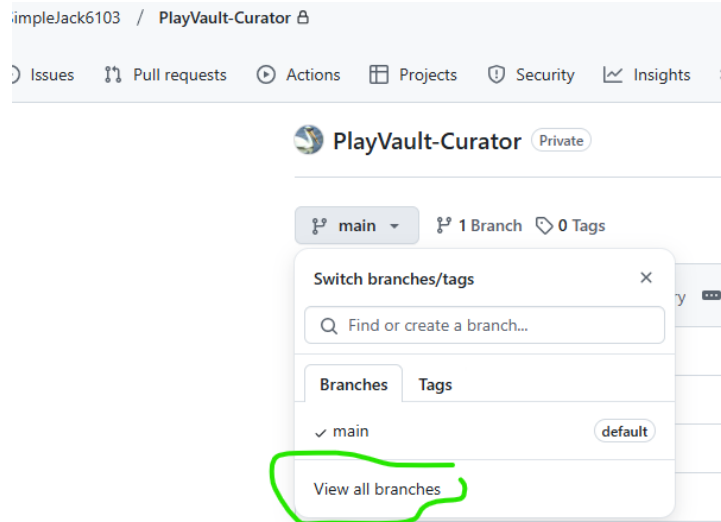 SimpleJack6103 / PlayVault-Curator
Issues Pull requests Actions Projects Security Insights
PlayVault-Curator Private
main 1 Branch 0 Tags
Switch branches/tags
Find or create a branch...
Branches Tags
main default
View all branches